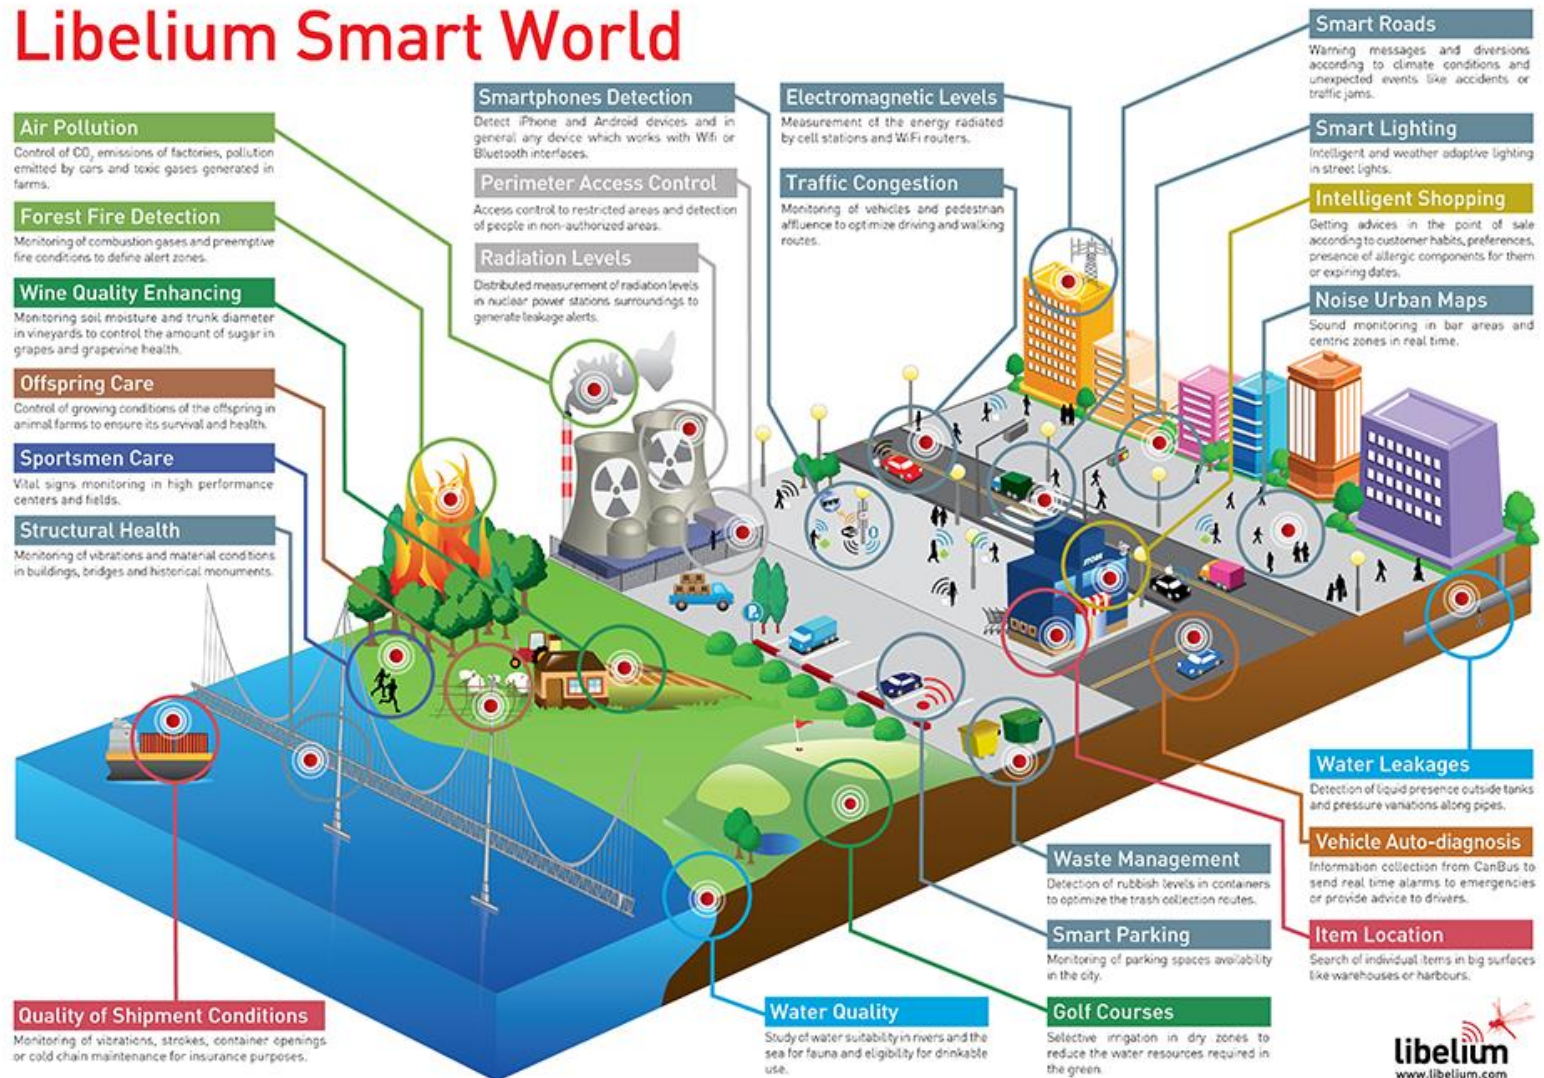 Libelium Smart World
Air Pollution
Control of CO₂ emissions of factories, pollution
emitted by cars and toxic gases generated in
farms.
Forest Fire Detection
Monitoring of combustion gases and preemptive
fire conditions to define alert zones.
Wine Quality Enhancing
Monitoring soil moisture and trunk diameter
in vineyards to control the amount of sugar in
grapes and grapevine health.
Offspring Care
Control of growing conditions of the offspring in
animal farms to ensure its survival and health.
Sportsmen Care
Vital signs monitoring in high performance
centers and fields.
Structural Health
Monitoring of vibrations and material conditions
in buildings, bridges and historical monuments.
Quality of Shipment Conditions
Monitoring of vibrations, strokes, container openings
or cold chain maintenance for insurance purposes.
Smartphones Detection
Detect iPhone and Android devices and in
general any device which works with Wifi or
Bluetooth interfaces.
Perimeter Access Control
Access control to restricted areas and detection
of people in non-authorized areas.
Radiation Levels
Distributed measurement of radiation levels
in nuclear power stations surroundings to
generate leakage alerts.
Electromagnetic Levels
Measurement of the energy radiated
by cell stations and WiFi routers.
Traffic Congestion
Monitoring of vehicles and pedestrian
affluence to optimize driving and walking
routes.
Smart Roads
Warning messages and diversions
according to climate conditions and
unexpected events like accidents or
traffic jams.
Smart Lighting
Intelligent and weather adaptive lighting
in street lights.
Intelligent Shopping
Getting advices in the point of sale
according to customer habits, preferences,
presence of allergic components for them
or expiring dates.
Noise Urban Maps
Sound monitoring in bar areas and
centric zones in real time.
STORE
P
Water Leakages
Detection of liquid presence outside tanks
and pressure variations along pipes.
Vehicle Auto-diagnosis
Information collection from CanBus to
send real time alarms to emergencies
or provide advice to drivers.
Item Location
Search of individual items in big surfaces
like warehouses or harbours.
Waste Management
Detection of rubbish levels in containers
to optimize the trash collection routes.
Smart Parking
Monitoring of parking spaces availability
in the city.
Golf Courses
Selective irrigation in dry zones to
reduce the water resources required in
the green.
Water Quality
Study of water suitability in rivers and the
sea for fauna and eligibility for drinkable
use.
libelium
www.libelium.com